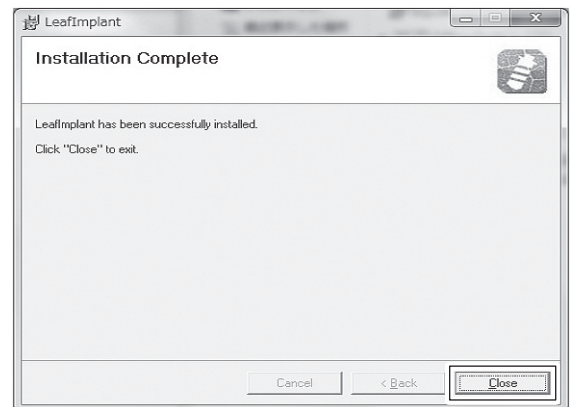 LeafImplant
Installation Complete
LeafImplant has been successfully installed.
Click "Close" to exit.
Cancel
< Back
Close